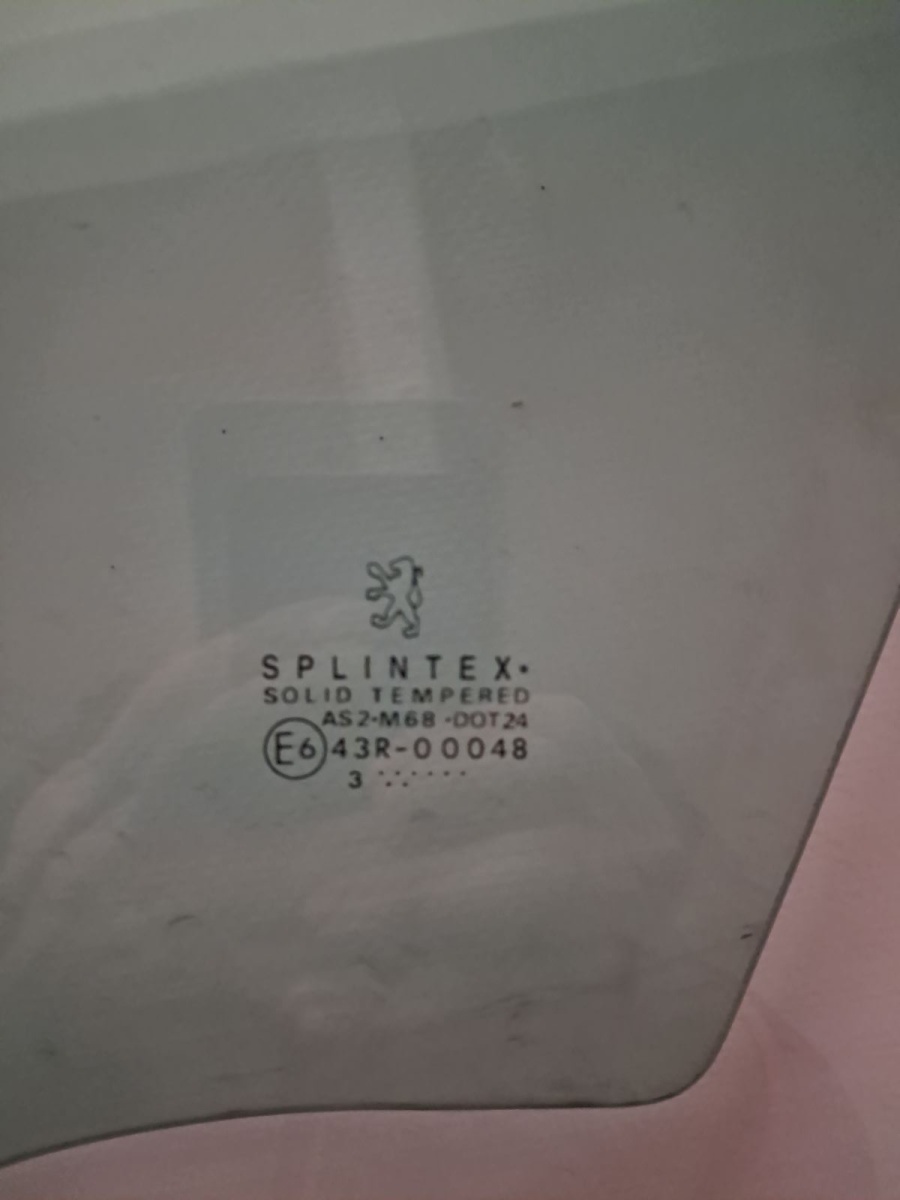 SPLINTEX
SOLID TEMPERED
AS2-M68 -DOT24
E6 43R-00048
3 ··.·.····